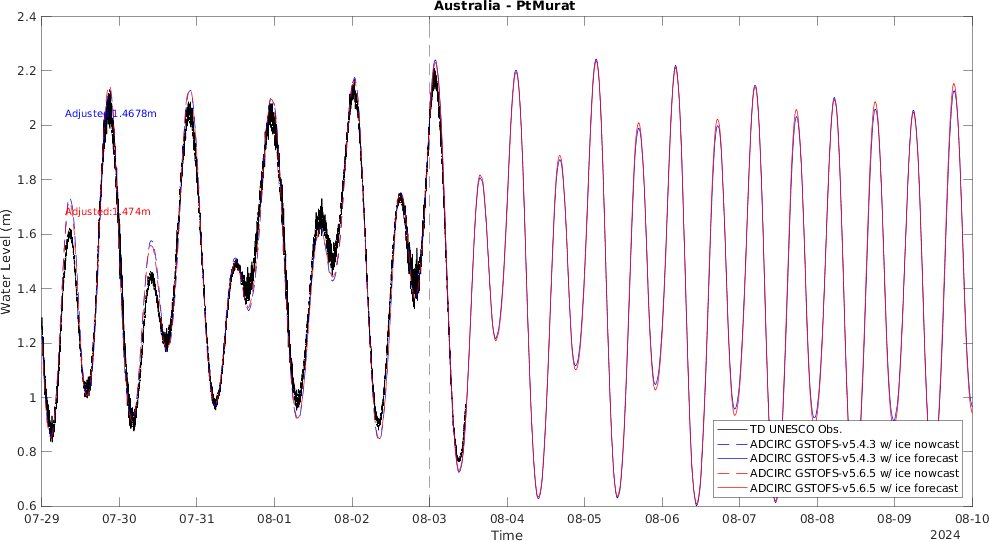 Australia - PtMurat
2.4
2.2
2
1.8
1.6
1.4
1.2
1
0.8
0.6
Water Level (m)
Adjusted:1.4678m
Adjusted:1.474m
TD UNESCO Obs.
ADCIRC GSTOFS-v5.4.3 w/ ice nowcast
ADCIRC GSTOFS-v5.4.3 w/ ice forecast
ADCIRC GSTOFS-v5.6.5 w/ ice nowcast
ADCIRC GSTOFS-v5.6.5 w/ ice forecast
07-29 07-30 07-31 08-01 08-02 08-03 08-04 08-05 08-06 08-07 08-08 08-09 08-10
Time
2024